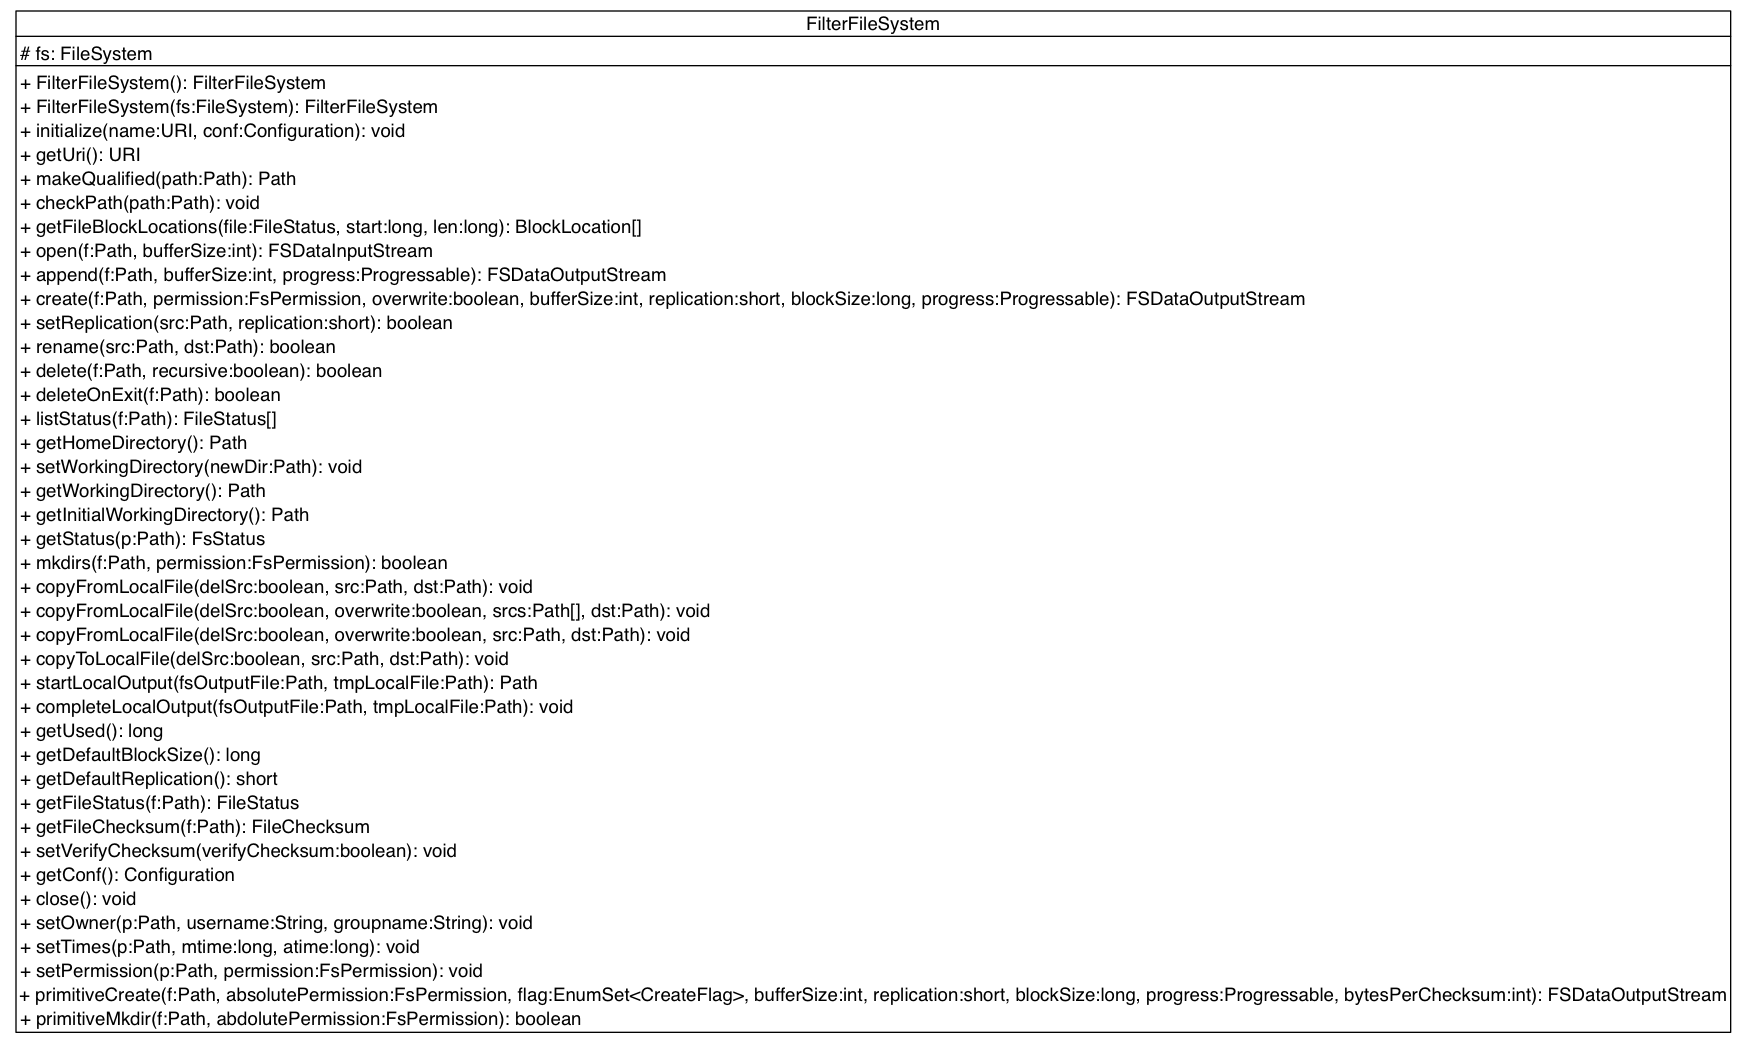 FilterFileSystem
# fs: FileSystem
+ FilterFileSystem(): FilterFileSystem
+ FilterFileSystem(fs:FileSystem): FilterFileSystem
+ initialize(name:URI, conf:Configuration): void
+ getUri(): URI
+ makeQualified(path:Path): Path
+ checkPath(path:Path): void
+ getFileBlockLocations(file:FileStatus, start:long, len:long): BlockLocation[]
+ open(f:Path, bufferSize:int): FSDataInputStream
+ append(f:Path, bufferSize:int, progress:Progressable): FSDataOutputStream
+ create(f:Path, permission:FsPermission, overwrite:boolean, bufferSize:int, replication:short, blockSize:long, progress:Progressable): FSDataOutputStream
+ setReplication(src:Path, replication:short): boolean
+ rename(src:Path, dst:Path): boolean
+ delete(f:Path, recursive:boolean): boolean
+ deleteOnExit(f:Path): boolean
+ listStatus(f:Path): FileStatus[]
+ getHomeDirectory(): Path
+ setWorkingDirectory(newDir:Path): void
+ getWorkingDirectory(): Path
+ getInitialWorkingDirectory(): Path
+ getStatus(p:Path): FsStatus
+ mkdirs(f:Path, permission:FsPermission): boolean
+ copyFromLocalFile(delSrc:boolean, src:Path, dst:Path): void
+ copyFromLocalFile(delSrc:boolean, overwrite:boolean, srcs:Path[], dst:Path): void
+ copyFromLocalFile(delSrc:boolean, overwrite:boolean, src:Path, dst:Path): void
+ copyToLocalFile(delSrc:boolean, src:Path, dst:Path): void
+ startLocalOutput(fsOutputFile:Path, tmpLocalFile:Path): Path
+ completeLocalOutput(fsOutputFile:Path, tmpLocalFile:Path): void
+ getUsed(): long
+ getDefaultBlockSize(): long
+ getDefaultReplication(): short
+ getFileStatus(f:Path): FileStatus
+ getFileChecksum(f:Path): FileChecksum
+ setVerifyChecksum(verifyChecksum:boolean): void
+ getConf(): Configuration
+ close(): void
+ setOwner(p:Path, username:String, groupname:String): void
+ setTimes(p:Path, mtime:long, atime:long): void
+ setPermission(p:Path, permission:FsPermission): void
+ primitiveCreate(f:Path, absolutePermission:FsPermission, flag:EnumSet<CreateFlag>, bufferSize:int, replication:short, blockSize:long, progress:Progressable, bytesPerChecksum:int): FSDataOutputStream
+ primitiveMkdir(f:Path, abdolutePermission:FsPermission): boolean